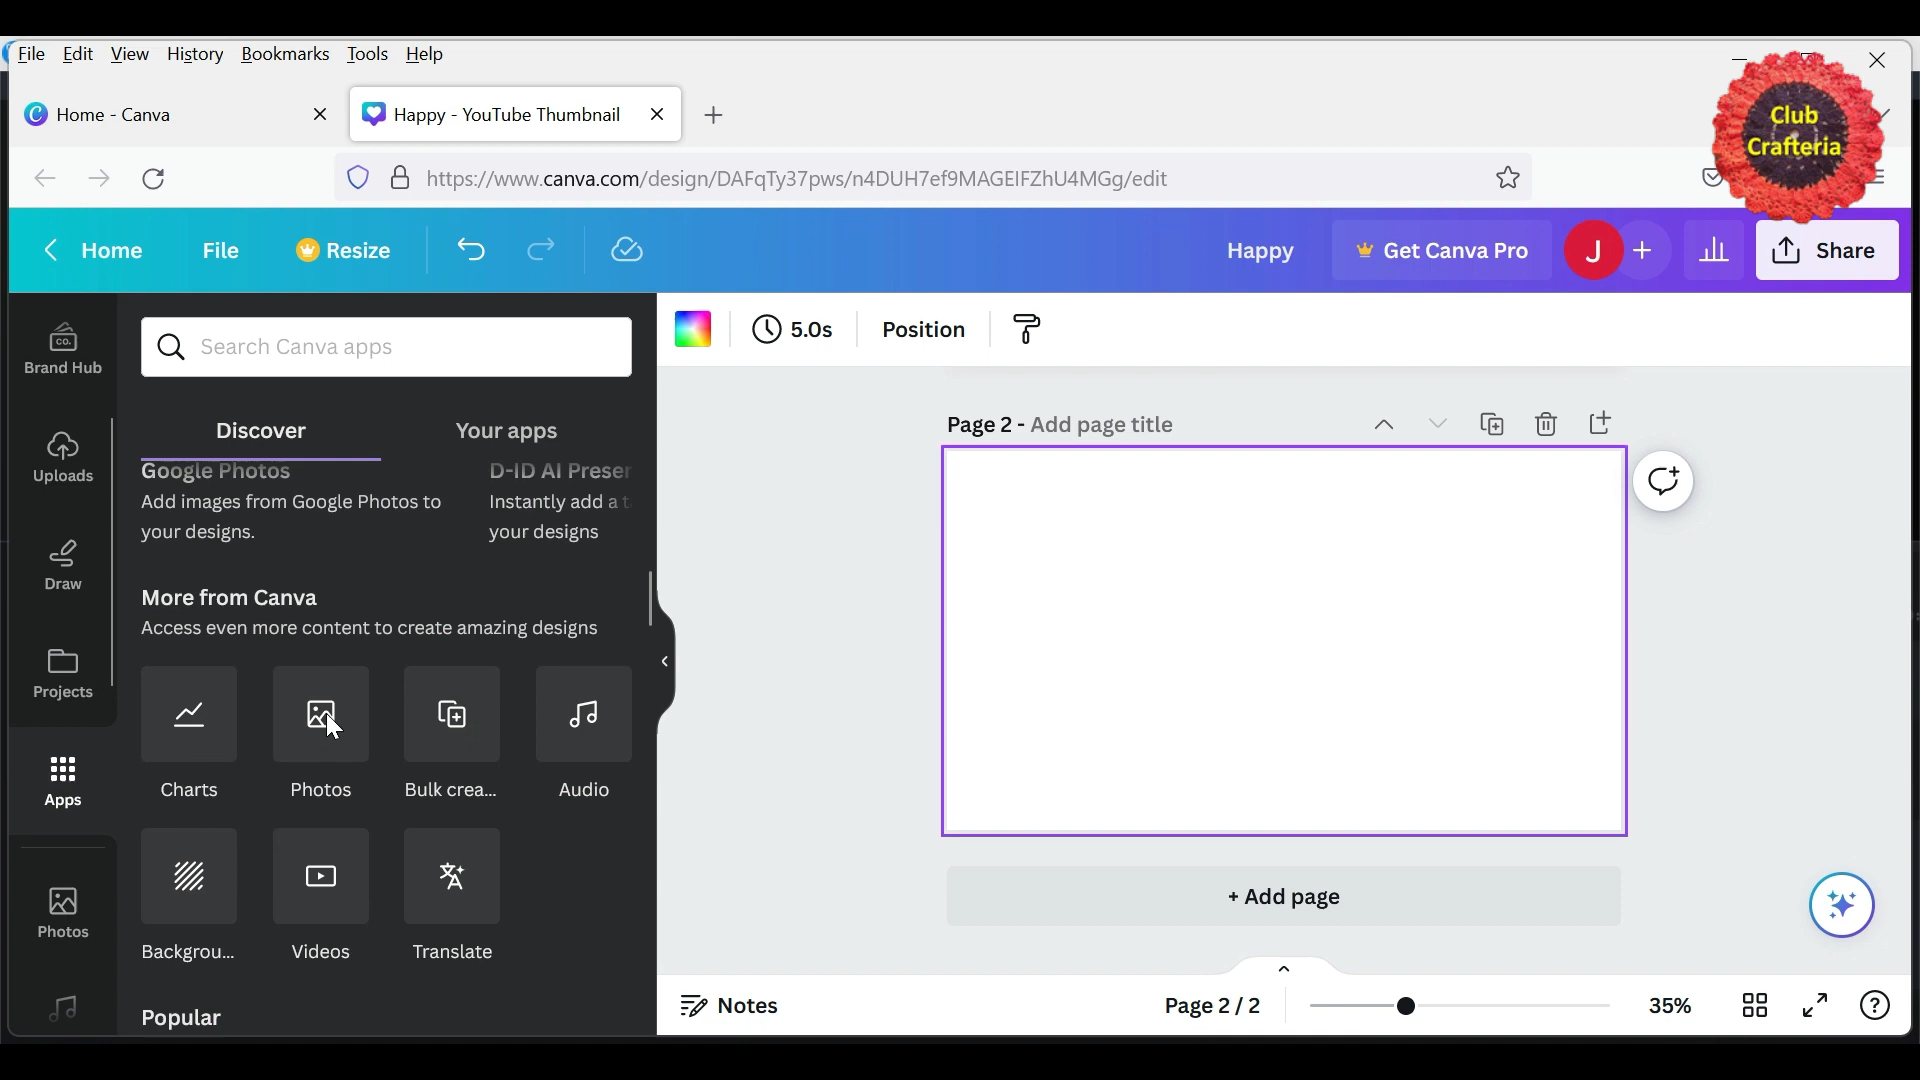 File Edit View History Bookmarks Tools Help
Home - Canva
Happy - YouTube Thumbnail
Club
Crafteria
https://www.canva.com/design/DAFqTy37pws/n4DUH7ef9MAGEIFZhU4MGg/edit
Home File Resize Happy Get Canva Pro J + Share
Brand Hub
Uploads
Draw
Projects
Apps
Photos
Search Canva apps
Discover Your apps
Google Photos
Add images from Google Photos to
your designs.
D-ID AI Preser
Instantly add a t
your designs
More from Canva
Access even more content to create amazing designs
Charts Photos Bulk crea... Audio
Backgrou... Videos Translate
Popular
5.0s Position
Page 2 - Add page title
+ Add page
Notes Page 2 / 2 35%